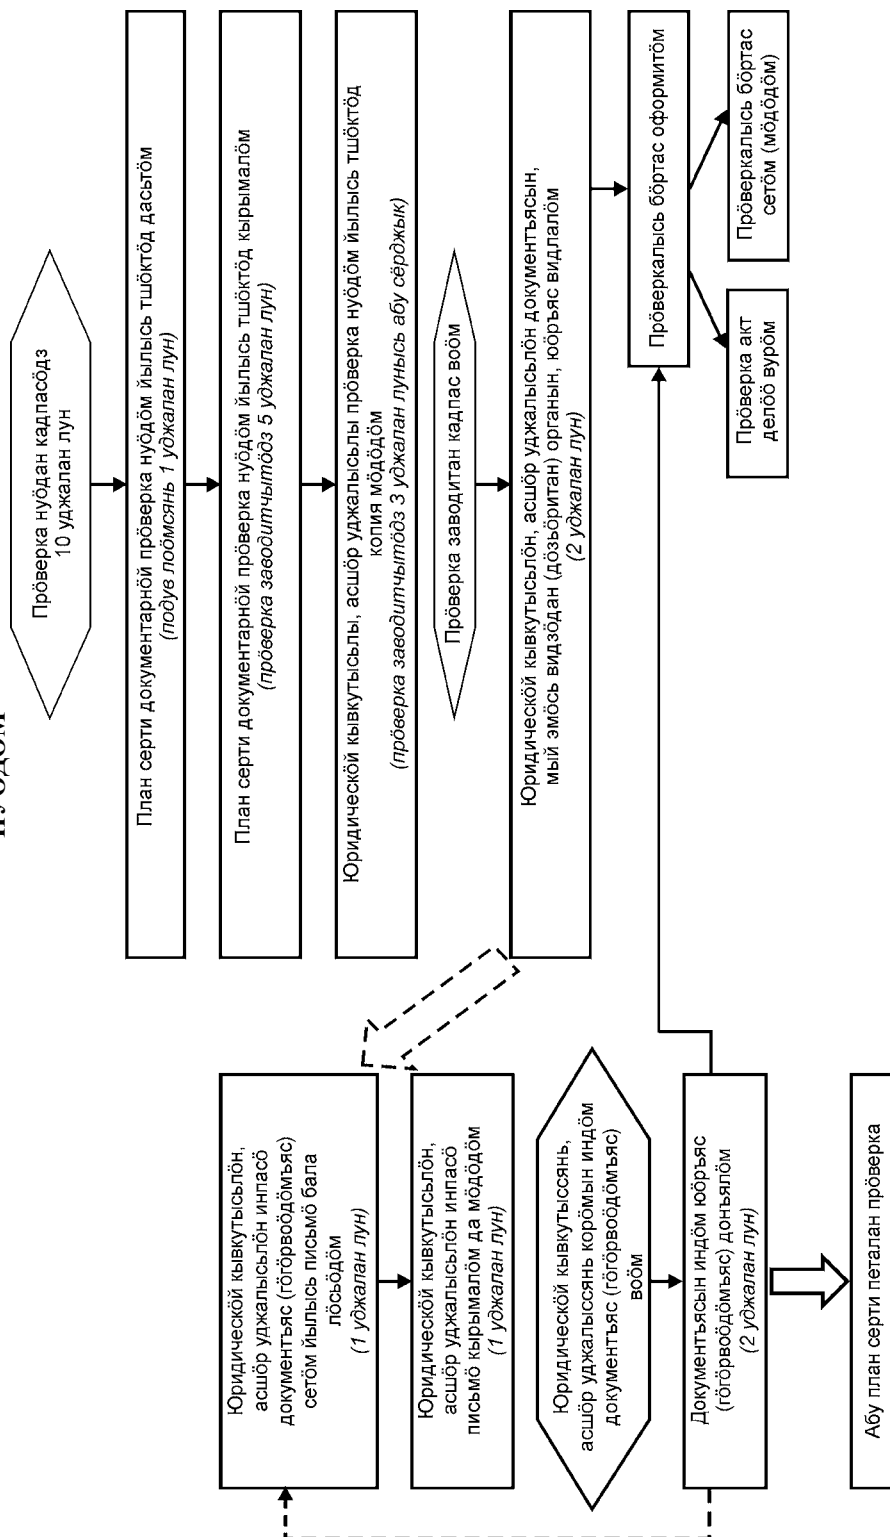 Прӧверка нуӧдан кадпасӧдз
10 уджалан лун
План серти документарнӧй прӧверка нуӧдӧм йылысь тшӧктӧд дасьтӧм
(подув лоӧмсянь 1 уджалан лун)
План серти документарнӧй прӧверка нуӧдӧм йылысь тшӧктӧд кырымалӧм
(прӧверка заводитчытӧдз 5 уджалан лун)
Юридическӧй кывкутысьлы, асшӧр уджалысьлы прӧверка нуӧдӧм йылысь тшӧктӧд
копия мӧдӧдӧм
(прӧверка заводитчытӧдз 3 уджалан лунысь абу сёрджык)
Прӧверка заводитан кадпас воӧм
Юридическӧй кывкутысьлӧн, асшӧр уджалысьлӧн документъясын,
мый эмӧсь видзӧдан (дӧзьӧритан) органын, юӧръяс видлалӧм
(2 уджалан лун)
Прӧверкалысь бӧртас оформитӧм
Прӧверка акт
делӧӧ вурӧм
Прӧверкалысь бӧртас
сетӧм (мӧдӧдӧм)
Юридическӧй кывкутысьлӧн,
асшӧр уджалысьлӧн инпасӧ
документъяс (гӧгӧрвоӧдӧмъяс)
сетӧм йылысь письмӧ бала
лӧсьӧдӧм
(1 уджалан лун)
Юридическӧй кывкутысьлӧн,
асшӧр уджалысьлӧн инпасӧ
письмӧ кырымалӧм да мӧдӧдӧм
(1 уджалан лун)
Юридическӧй кывкутыссянь,
асшӧр уджалыссянь корӧмын индӧм
документъяс (гӧгӧрвоӧдӧмъяс)
воӧм
Документъясын индӧм юӧръяс
(гӧгӧрвоӧдӧмъяс) донъялӧм
(2 уджалан лун)
Абу план серти петалан прӧверка